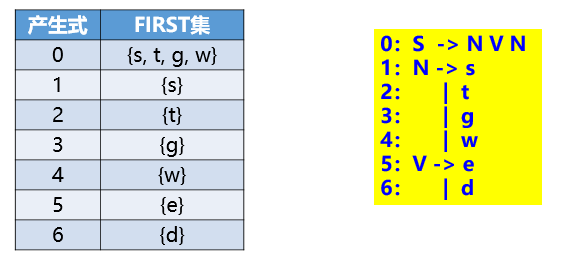 产生式 FIRST集
0 {s, t, g, w}
1 {s}
2 {t}
3 {g}
4 {w}
5 {e}
6 {d}
0: S -> N V N
1: N -> s
2: | t
3: | g
4: | w
5: V -> e
6: | d